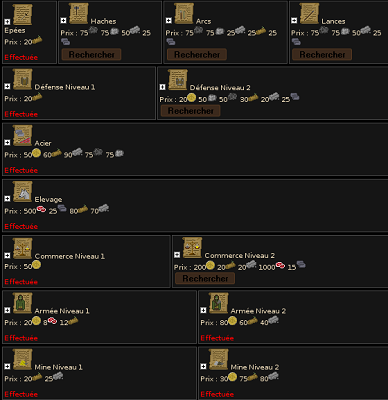 Epées
Prix : 20
Effectuée
Haches
Prix : 75 75 50 25
Rechercher
Arcs
Prix : 75 75 25 25 25
Rechercher
Lances
Prix : 75 75 50 25
Rechercher
Défense Niveau 1
Prix : 20
Effectuée
Défense Niveau 2
Prix : 20 50 50 30 20 25
Rechercher
Acier
Prix : 50 60 90 75 75
Effectuée
Elevage
Prix : 500 25 80 70
Effectuée
Commerce Niveau 1
Prix : 50
Effectuée
Commerce Niveau 2
Prix : 200 20 20 1000 15
Rechercher
Armée Niveau 1
Prix : 20 8 12
Effectuée
Armée Niveau 2
Prix : 80 60 40
Effectuée
Mine Niveau 1
Prix : 20 25
Effectuée
Mine Niveau 2
Prix : 30 75 80
Effectuée